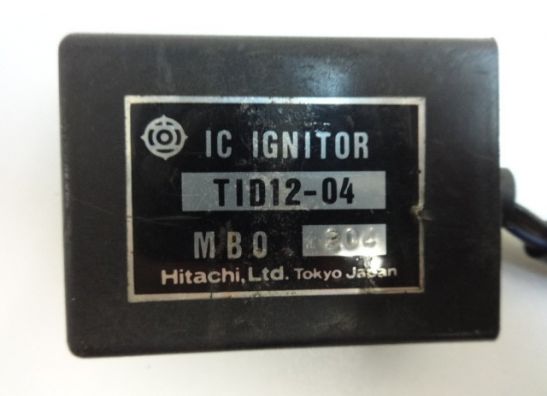 IC IGNITOR
TID12-04
MBO
Hitachi, Ltd. Tokyo Japan